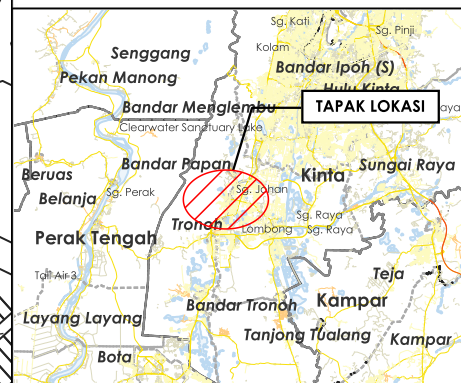 Sg. Kati
Sg. Pinji
Kolam
Senggang
Bandar Ipoh (S)
Pekan Manong
Hulu Kinta
Bandar Menglembu
TAPAK LOKASI
aya
Clearwater Sanctuary Lake
Bandar Papan
Sungai Raya
Beruas
Kinta
Sg. Perak
Sg. Johan
Belanja
Sg. Raya
Tronoh
Lombong
Sg. Raya
Perak Tengah
Tali Air 3
Teja
Kampar
Bandar Tronoh
Layang Layang
Tanjong Tualang
Kampar
Bota